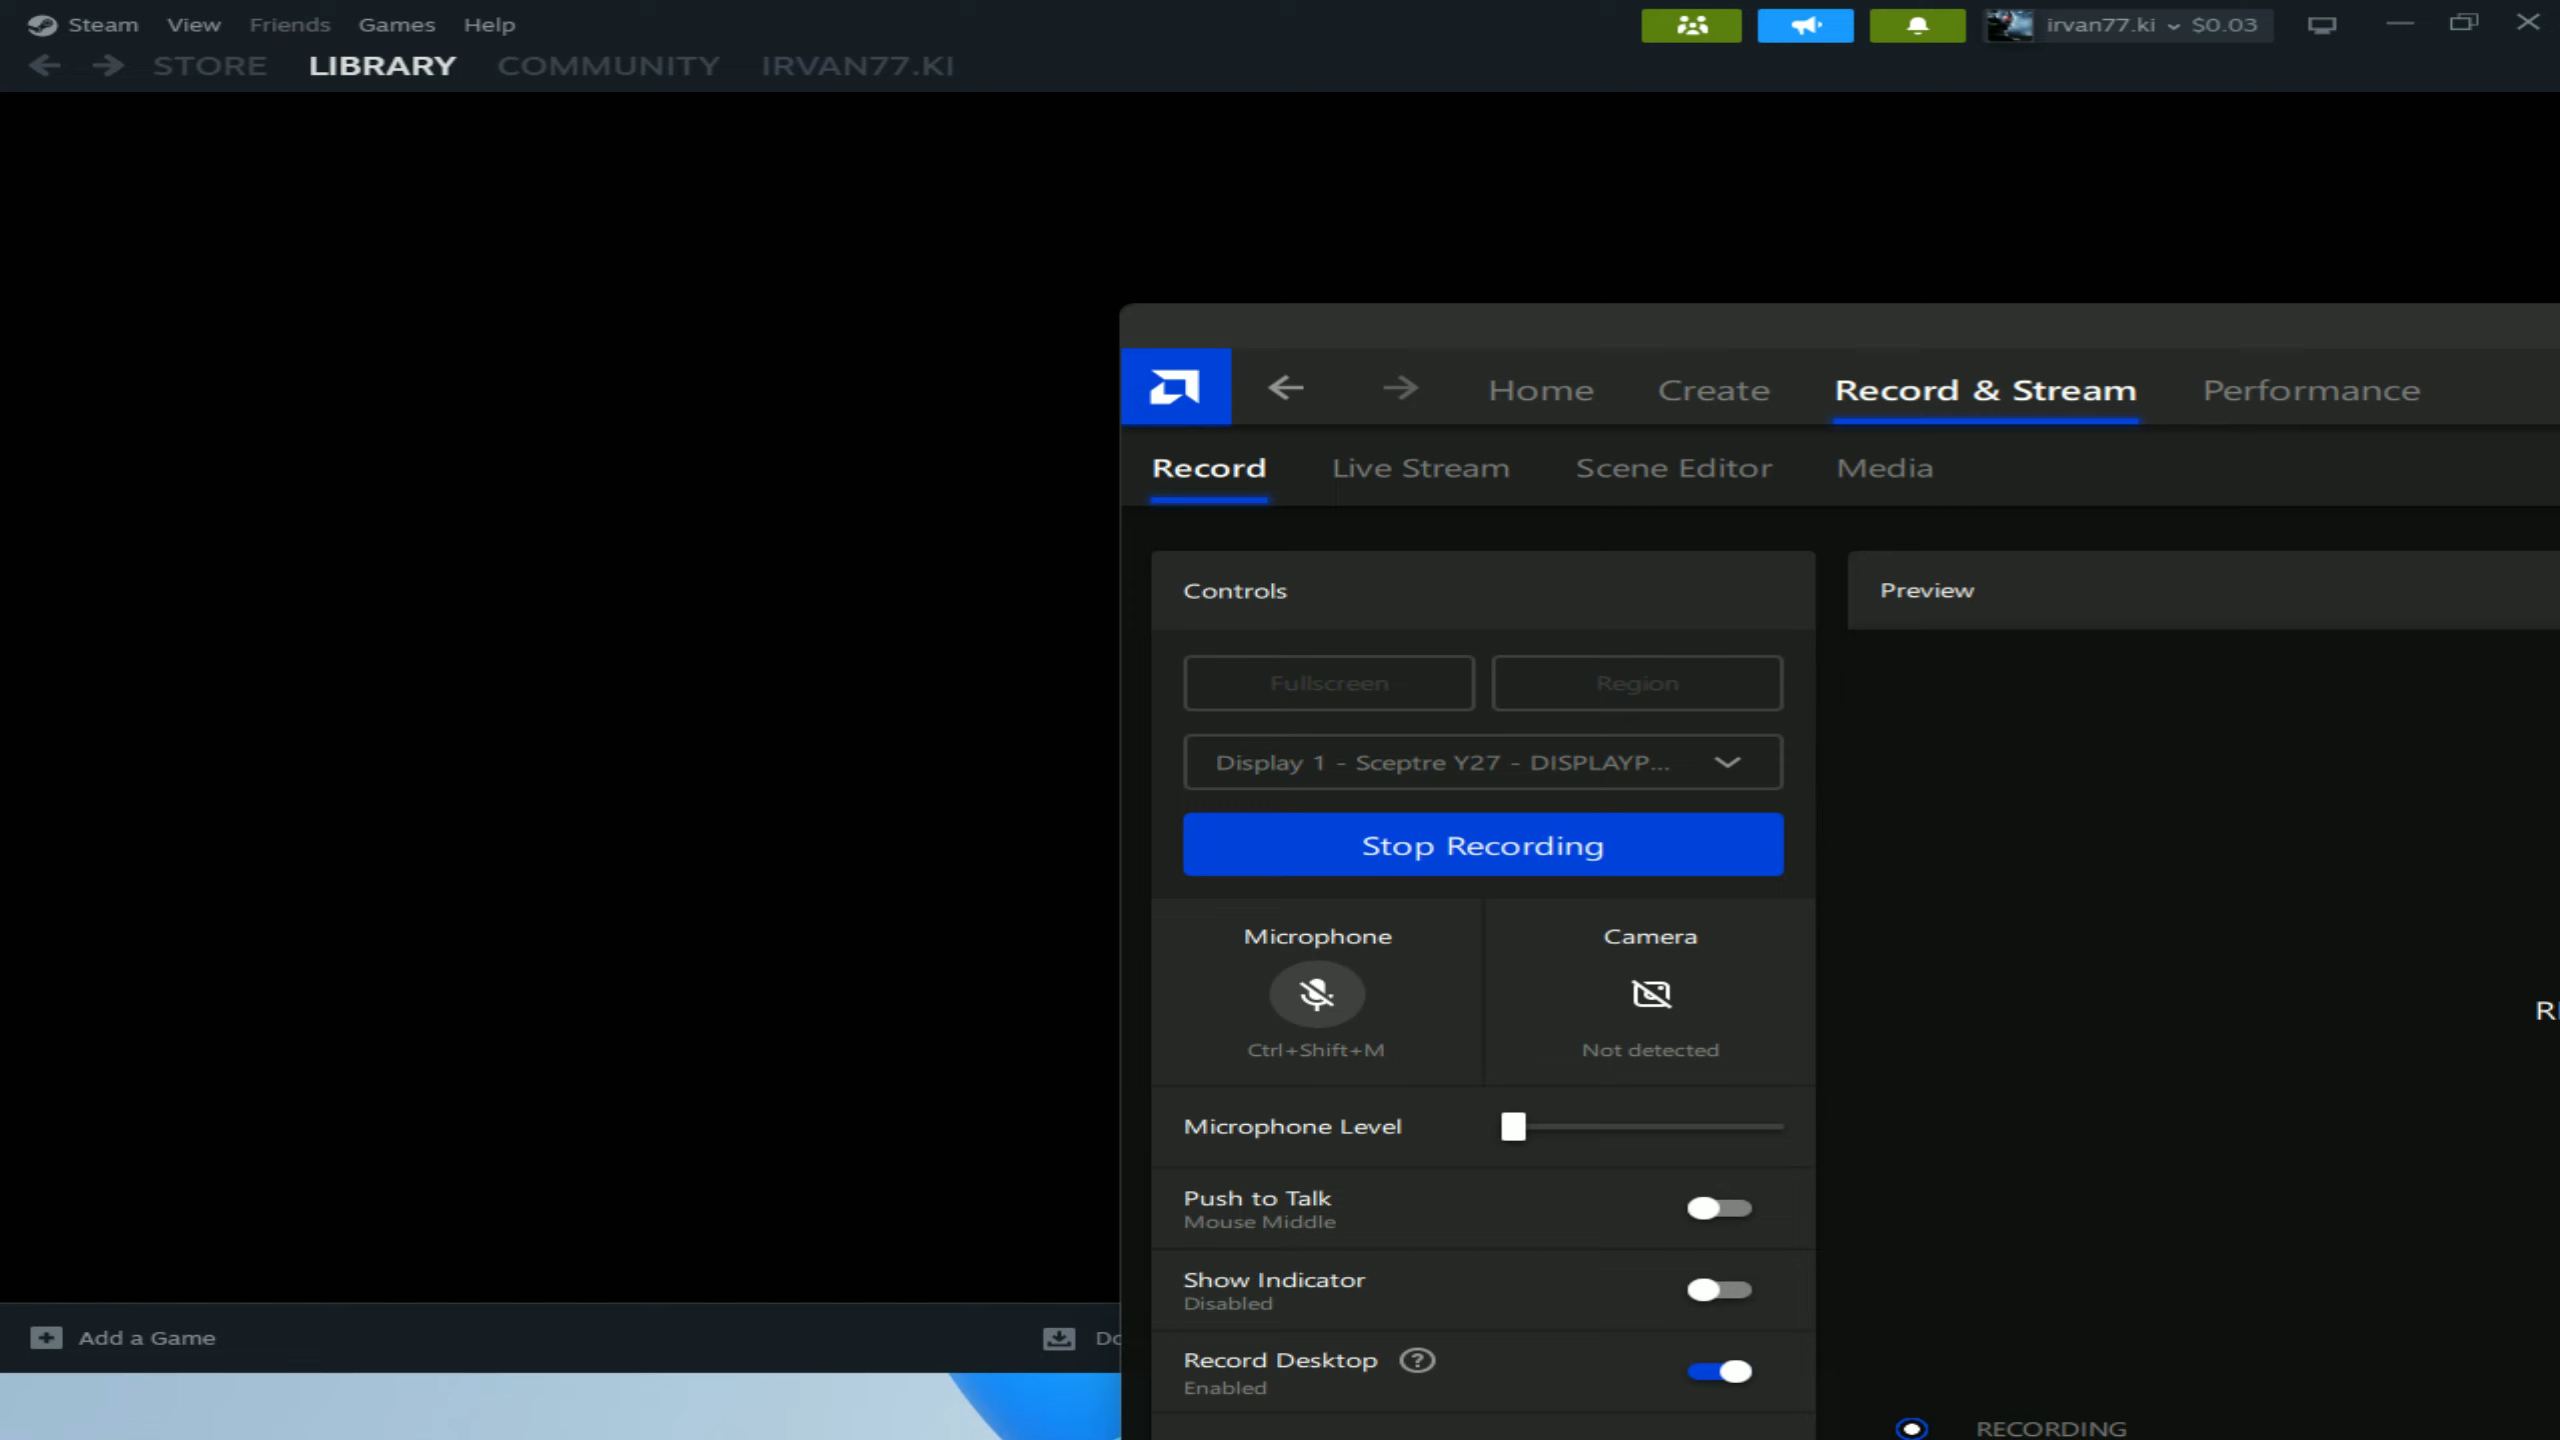 Steam View Friends Games Help
irvan77.ki $0.03
STORE LIBRARY COMMUNITY IRVAN77.KI
Home Create Record & Stream Performance
Record Live Stream Scene Editor Media
Controls
Preview
Fullscreen Region
Display 1 - Sceptre Y27 - DISPLAYP...
Stop Recording
Microphone Camera
Ctrl+Shift+M Not detected
Microphone Level
Push to Talk
Mouse Middle
Show Indicator
Disabled
Add a Game
Record Desktop ?
Enabled
RECORDING